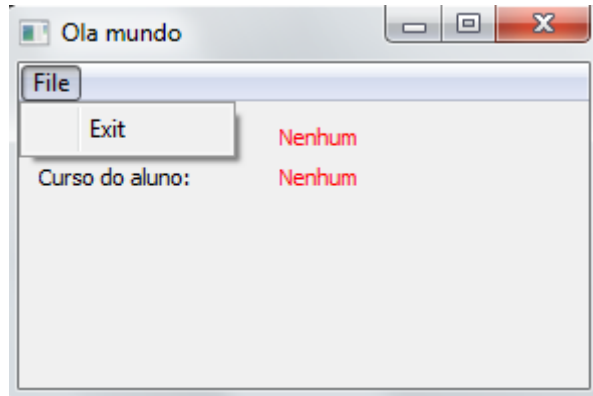 Ola mundo
File
Exit
Nenhum
Curso do aluno: Nenhum